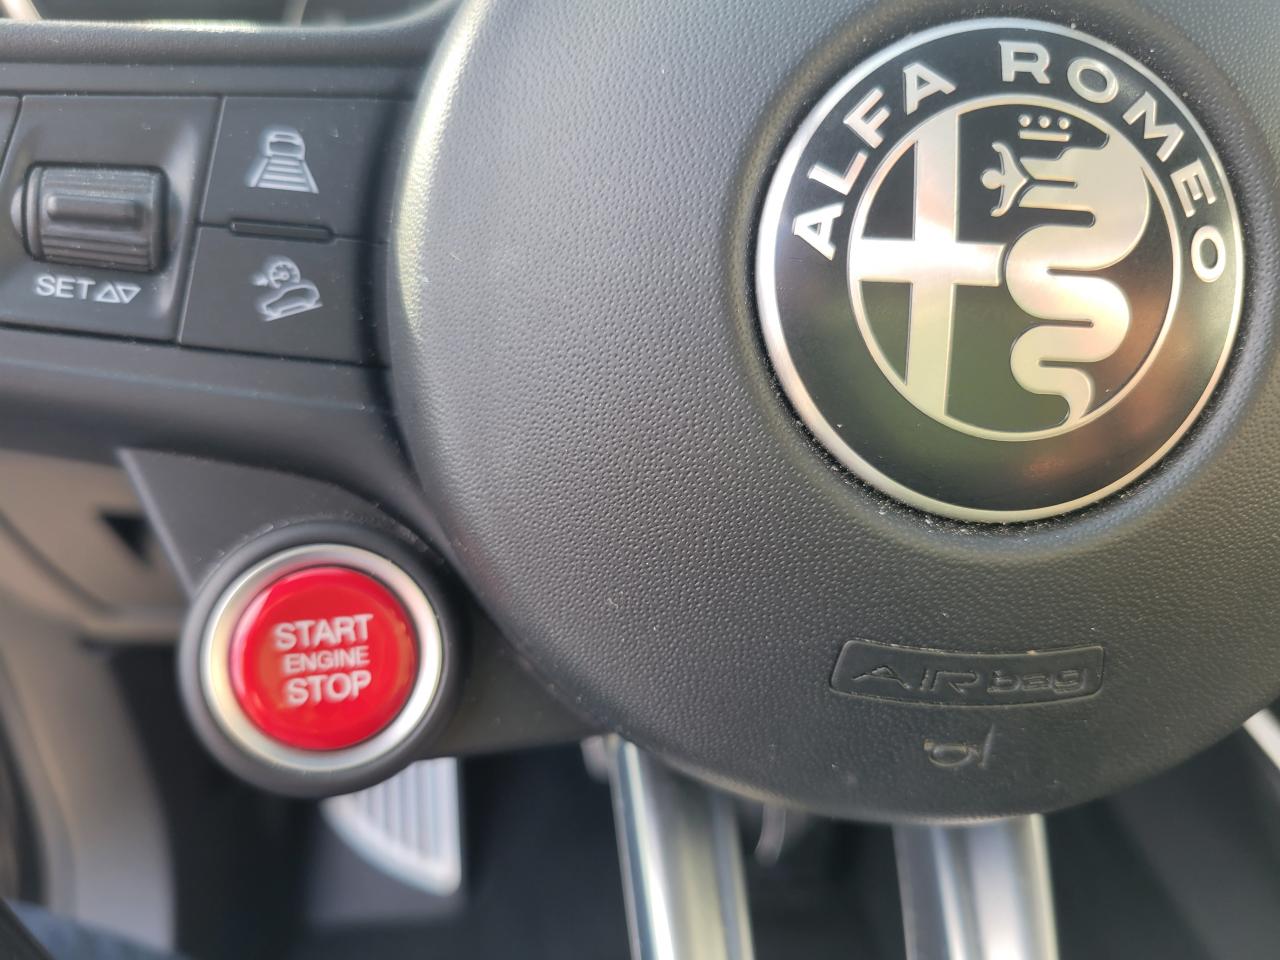 ALFA ROMEO
SET
START
ENGINE
STOP
AIRbag